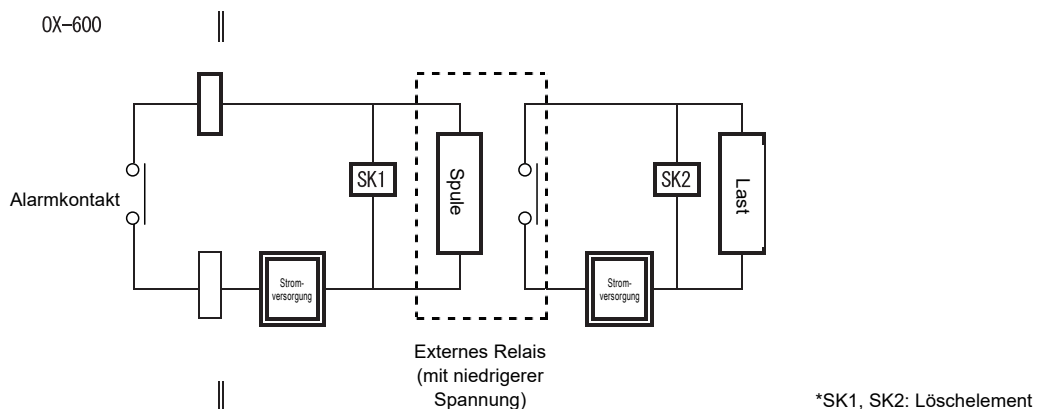 OX-600
Alarmkontakt
SK1
Spule
SK2
Last
Strom-
versorgung
Strom-
versorgung
Externes Relais
(mit niedrigerer
Spannung)
*SK1, SK2: Löschelement